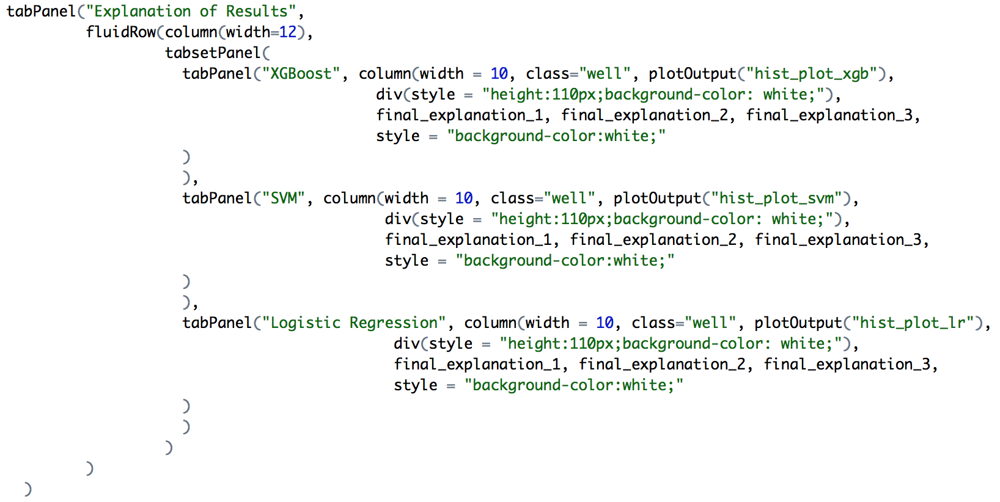 tabPanel("Explanation of Results",
fluidRow(column(width=12),
tabsetPanel(
tabPanel("XGBoost", column(width = 10, class="well", plotOutput("hist_plot_xgb"),
div(style = "height:110px;background-color: white;"),
final_explanation_1, final_explanation_2, final_explanation_3,
style = "background-color:white;"
)
),
tabPanel("SVM", column(width = 10, class="well", plotOutput("hist_plot_svm"),
div(style = "height:110px;background-color: white;"),
final_explanation_1, final_explanation_2, final_explanation_3,
style = "background-color:white;"
)
),
tabPanel("Logistic Regression", column(width = 10, class="well", plotOutput("hist_plot_lr"),
div(style = "height:110px;background-color: white;"),
final_explanation_1, final_explanation_2, final_explanation_3,
style = "background-color:white;"
)
)
)
)
)